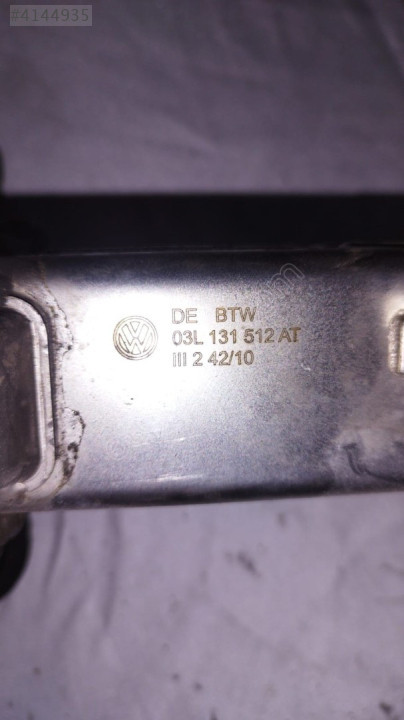 #4144935
DE BTW
03L 131 512 AT
III 2 42/10